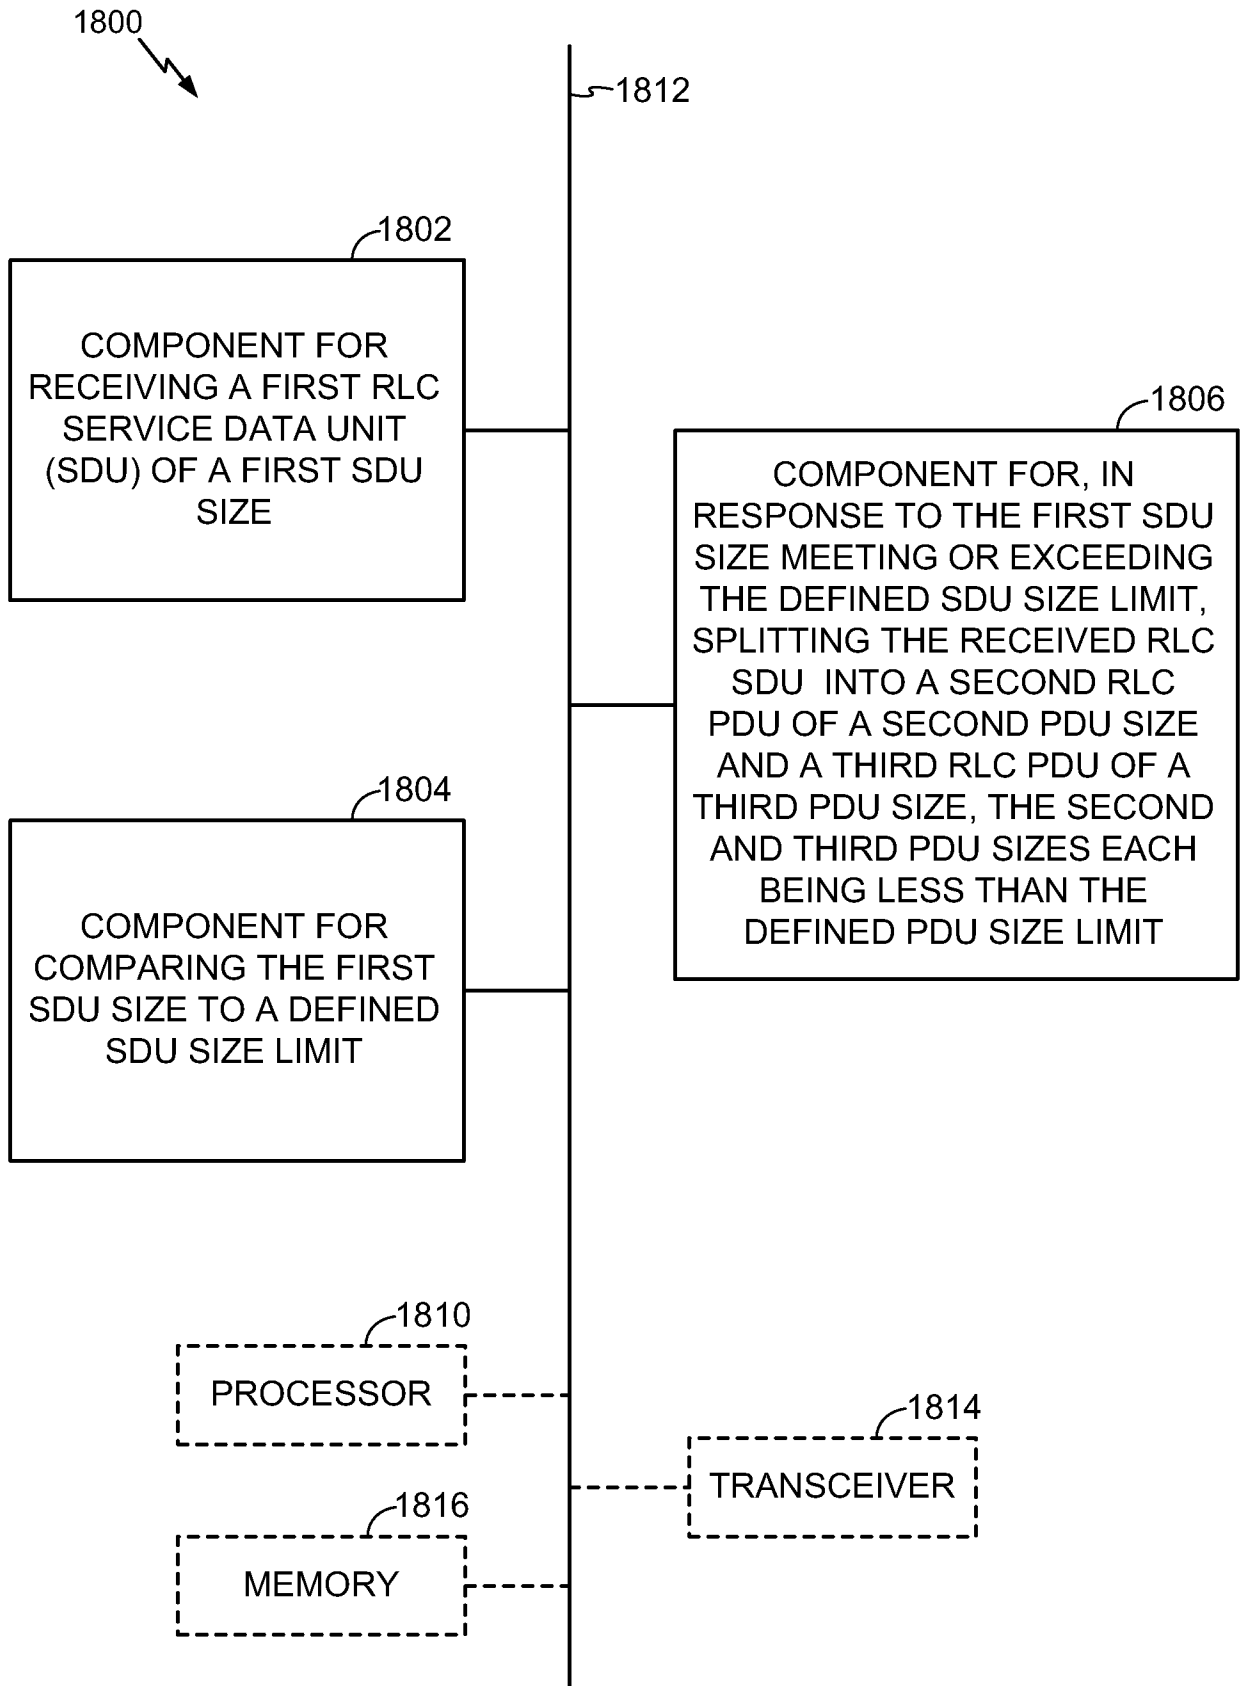 1800
1812
1802
COMPONENT FOR
RECEIVING A FIRST RLC
SERVICE DATA UNIT
(SDU) OF A FIRST SDU
SIZE
1806
COMPONENT FOR, IN
RESPONSE TO THE FIRST SDU
SIZE MEETING OR EXCEEDING
THE DEFINED SDU SIZE LIMIT,
SPLITTING THE RECEIVED RLC
SDU INTO A SECOND RLC
PDU OF A SECOND PDU SIZE
AND A THIRD RLC PDU OF A
THIRD PDU SIZE, THE SECOND
AND THIRD PDU SIZES EACH
BEING LESS THAN THE
DEFINED PDU SIZE LIMIT
1804
COMPONENT FOR
COMPARING THE FIRST
SDU SIZE TO A DEFINED
SDU SIZE LIMIT
1810
PROCESSOR
1814
TRANSCEIVER
1816
MEMORY